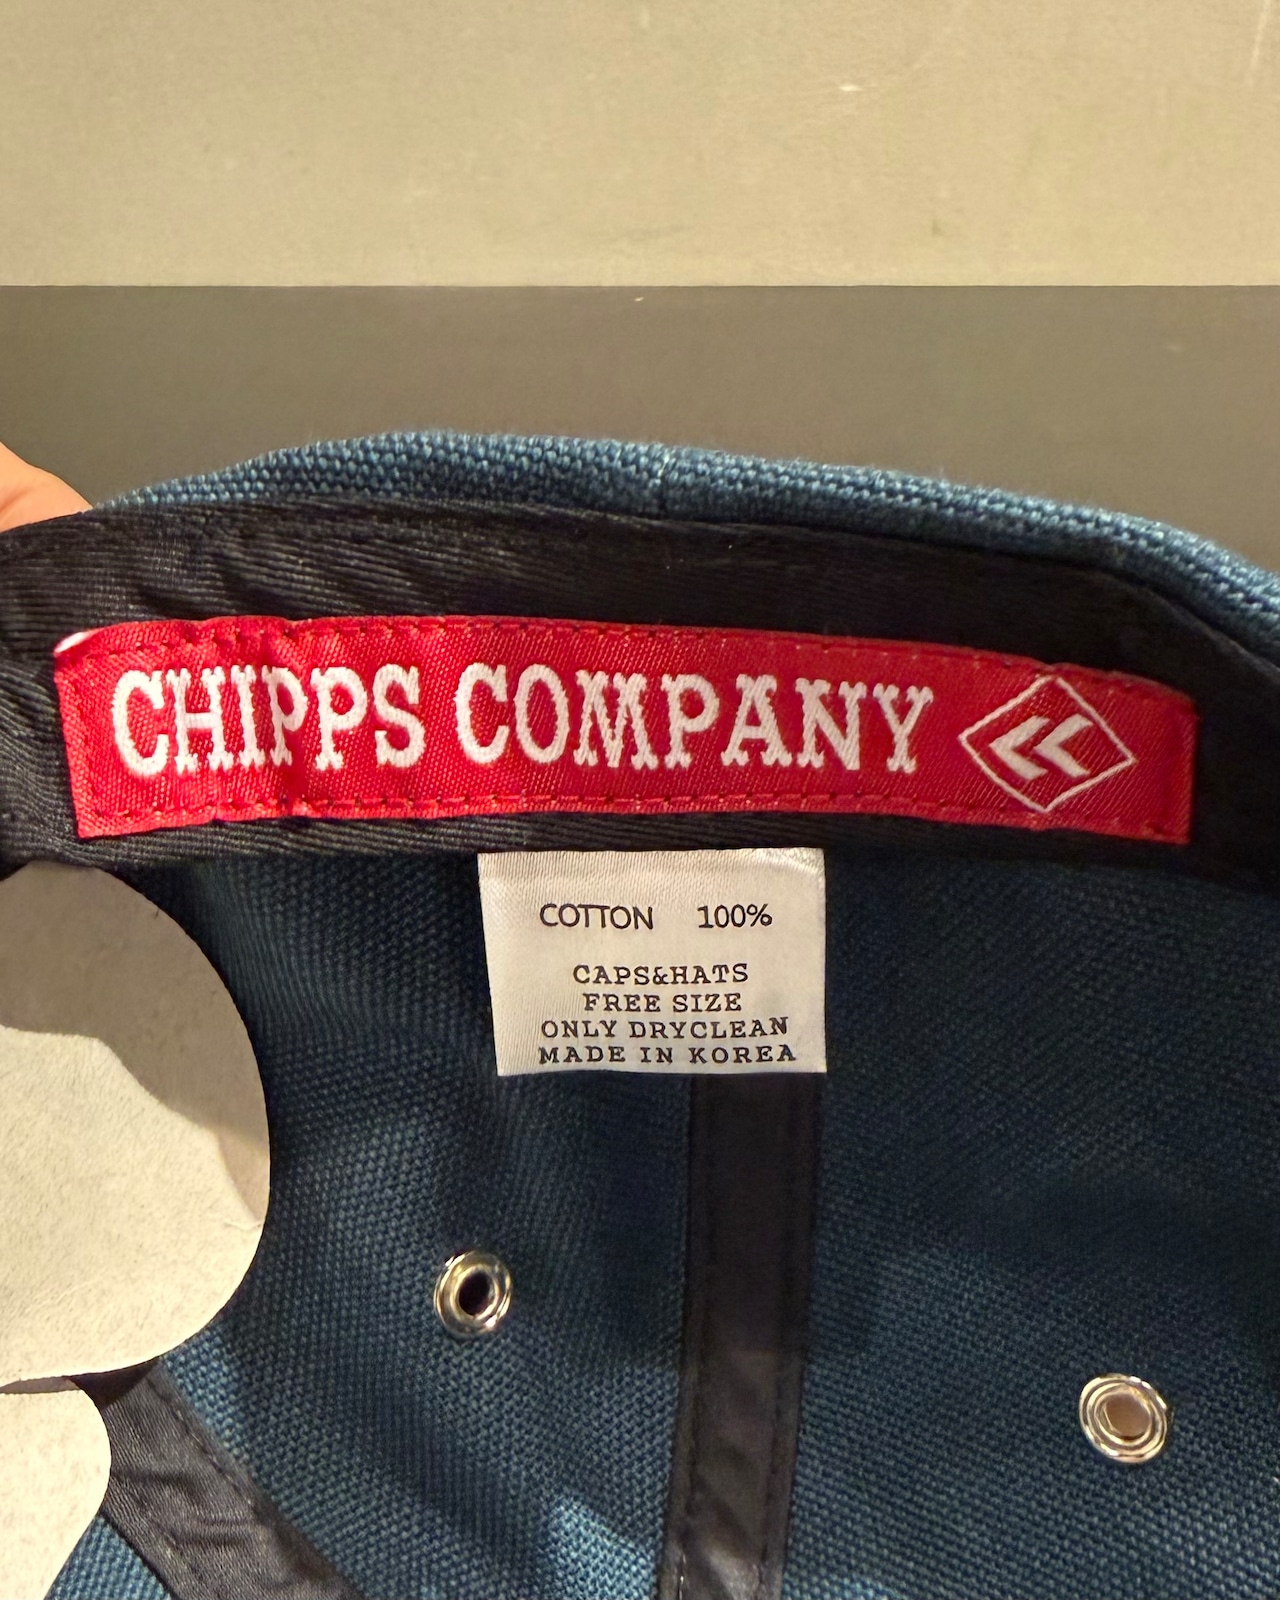 CHIPPS COMPANY
COTTON 100%
CAPS&HATS
FREE SIZE
ONLY DRYCLEAN
MADE IN KOREA